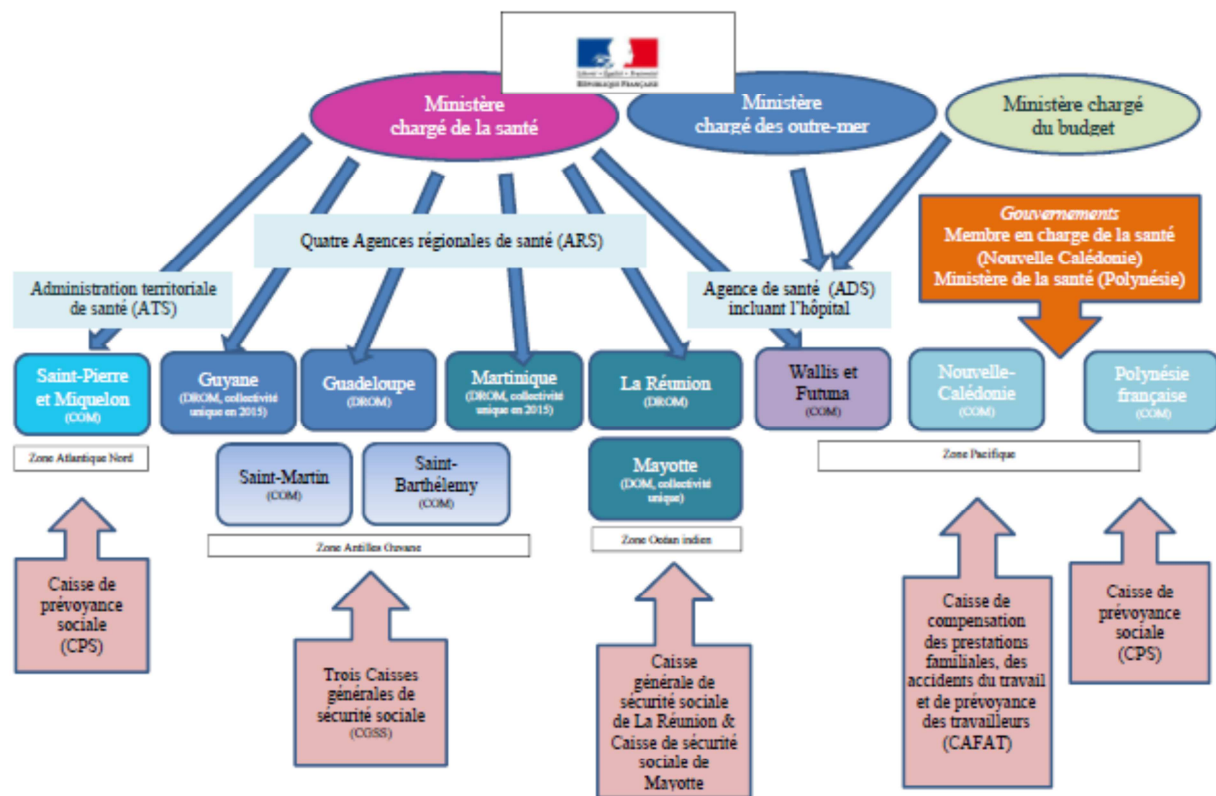 Liberté • Égalité • Fraternité
RÉPUBLIQUE FRANÇAISE
Ministère
chargé de la santé
Ministère
chargé des outre-mer
Ministère chargé
du budget
Gouvernements
Membre en charge de la santé
(Nouvelle Calédonie)
Ministère de la santé (Polynésie)
Quatre Agences régionales de santé (ARS)
Administration territoriale
de santé (ATS)
Agence de santé (ADS)
incluant l'hôpital
Saint-Pierre
et Miquelon
(COM)
Guyane
(DROM, collectivité
unique en 2015)
Guadeloupe
(DROM)
Martinique
(DROM, collectivité
unique en 2015)
La Réunion
(DROM)
Wallis et
Futuna
(COM)
Nouvelle-
Calédonie
(COM)
Polynésie
française
(COM)
Zone Atlantique Nord
Saint-Martin
(COM)
Saint-
Barthélemy
(COM)
Mayotte
(DOM, collectivité
unique)
Zone Pacifique
Zone Antilles Guyane
Zone Océan indien
Caisse de
prévoyance
sociale
(CPS)
Trois Caisses
générales de
sécurité sociale
(CGSS)
Caisse
générale de
sécurité sociale
de La Réunion &
Caisse de sécurité
sociale de
Mayotte
Caisse de
compensation
des prestations
familiales, des
accidents du travail
et de prévoyance
des travailleurs
(CAFAT)
Caisse de
prévoyance
sociale
(CPS)